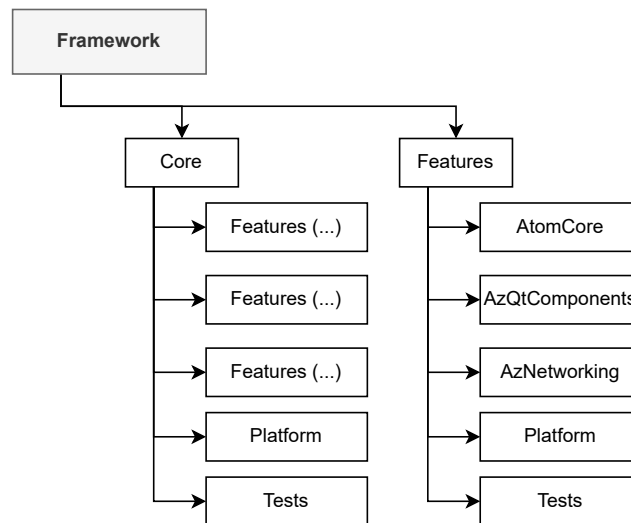 Framework
Core
Features
Features (...)
AtomCore
Features (...)
AzQtComponents
Features (...)
AzNetworking
Platform
Platform
Tests
Tests